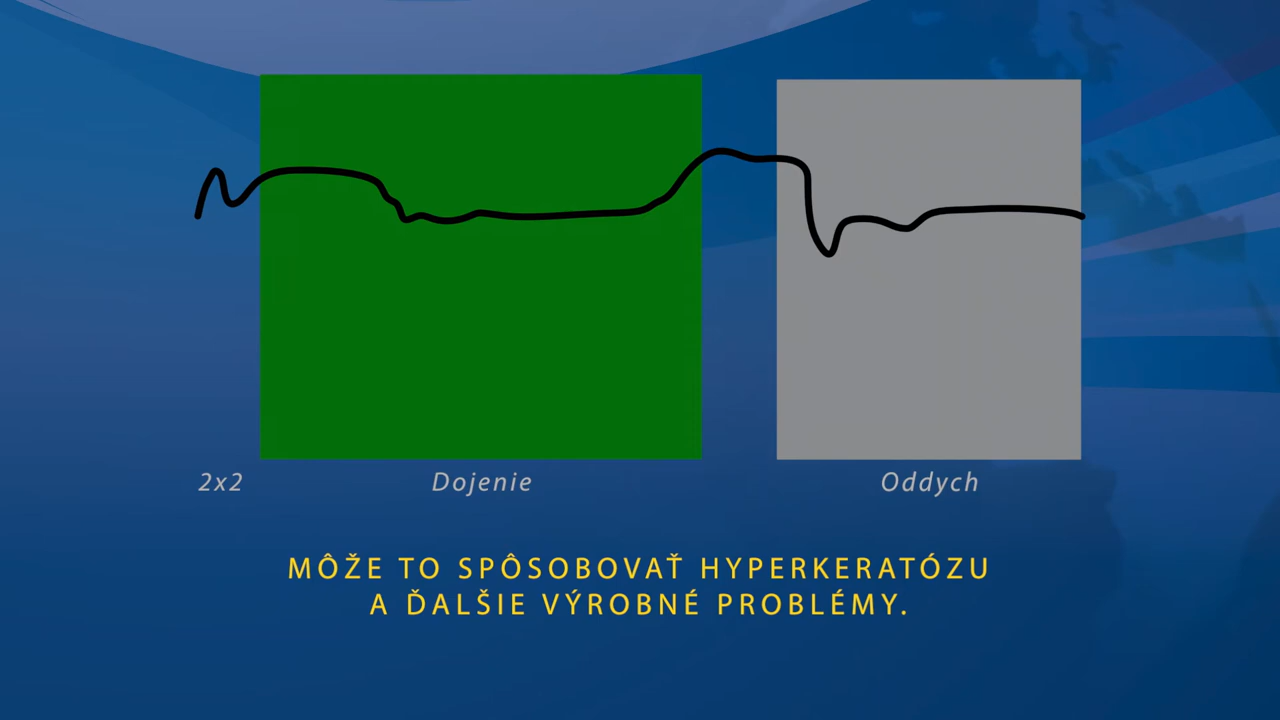 2x2 Dojenie Oddych
MÔŽE TO SPÔSOBOVAŤ HYPERKERATÓZU
A ĎALŠIE VÝROBNÉ PROBLÉMY.